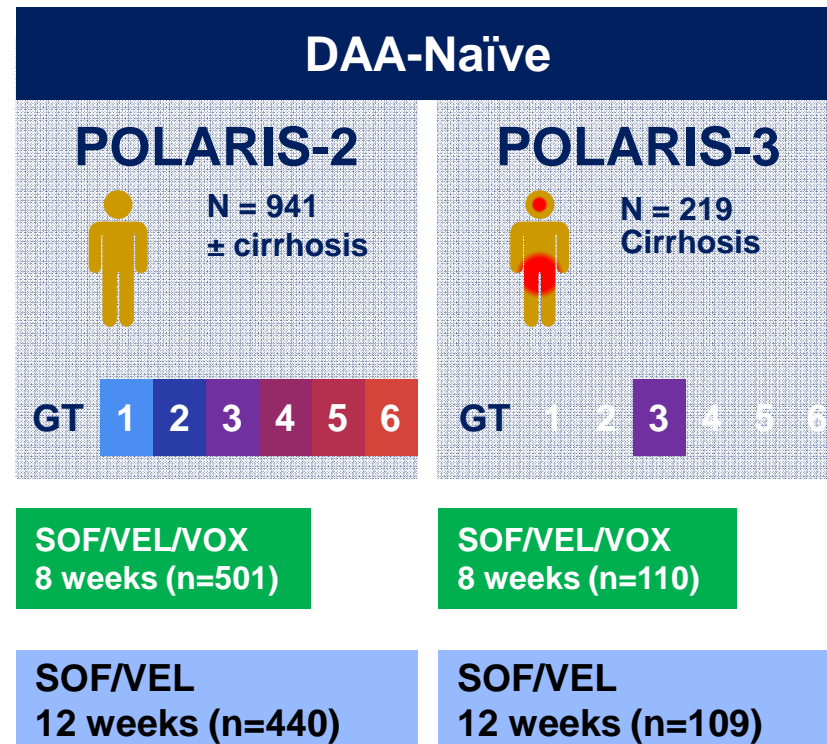 DAA-Naïve
POLARIS-2
N = 941
± cirrhosis
GT 1 2 3 4 5 6
SOF/VEL/VOX
8 weeks (n=501)
SOF/VEL
12 weeks (n=440)
POLARIS-3
N = 219
Cirrhosis
GT 1 2 3 4 5 6
SOF/VEL/VOX
8 weeks (n=110)
SOF/VEL
12 weeks (n=109)